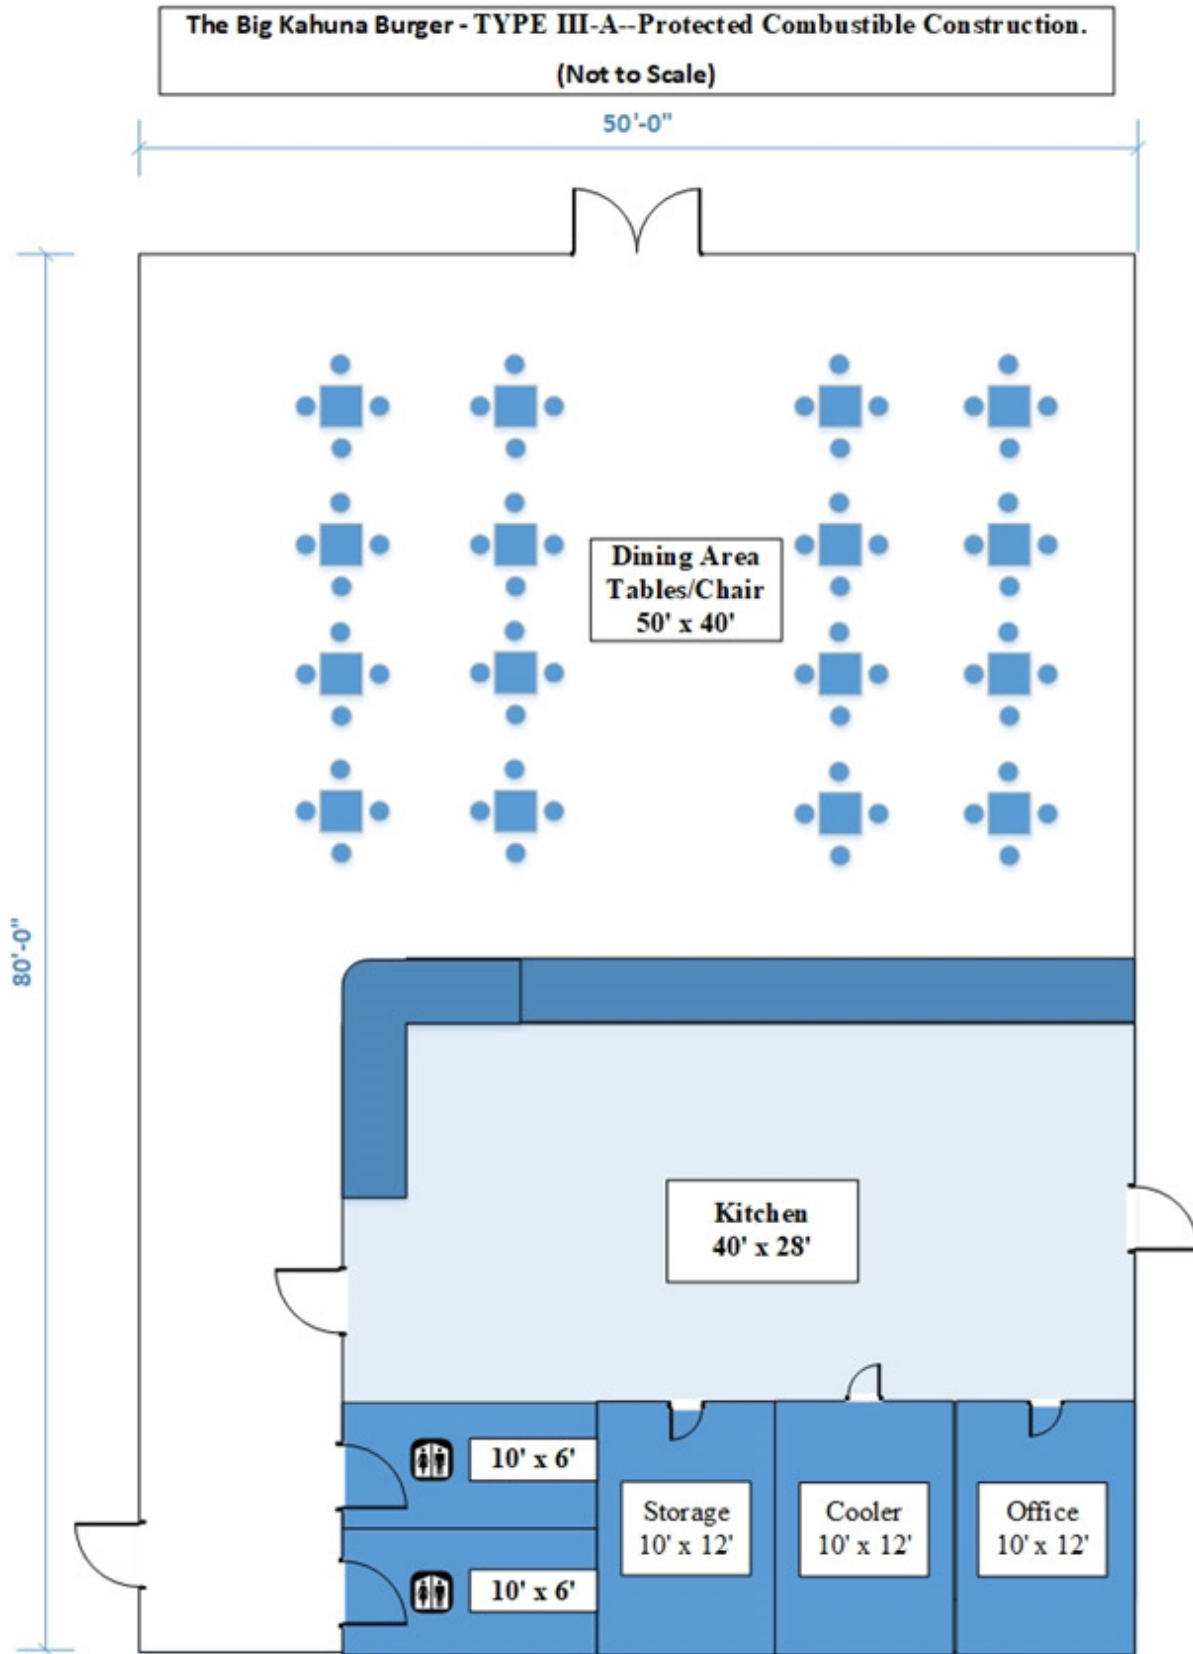 The Big Kahuna Burger - TYPE III-A--Protected Combustible Construction.
(Not to Scale)
50'-0"
Dining Area
Tables/Chair
50' x 40'
80'-0"
Kitchen
40' x 28'
10' x 6'
Storage
10' x 12'
Cooler
10' x 12'
Office
10' x 12'
10' x 6'